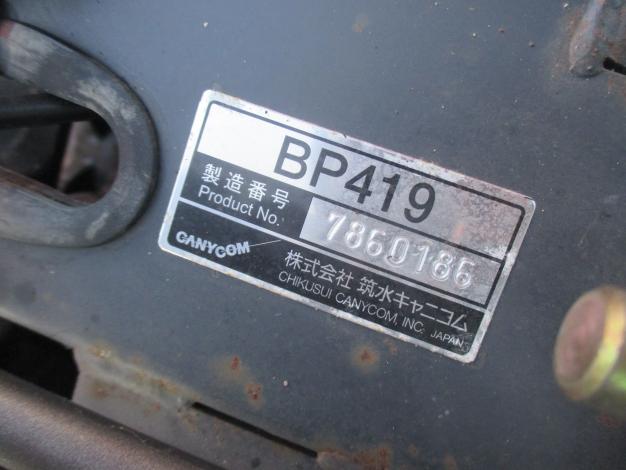 BP419
製造番号
Product No.
7860186
CANYCOM
株式会社 筑水キャニコム
CHIKUSUI CANYCOM, INC. JAPAN